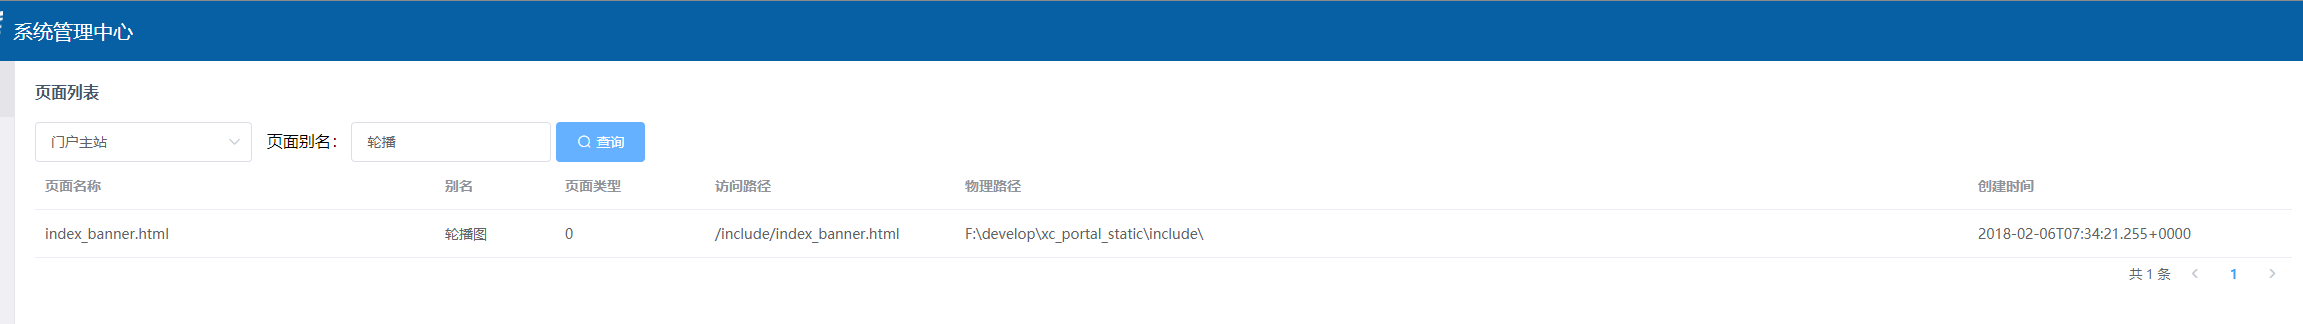 系统管理中心
页面列表
门户主站 页面别名： 轮播 查询
页面名称 别名 页面类型 访问路径 物理路径 创建时间
index_banner.html 轮播图 0 /include/index_banner.html F:\develop\xc_portal_static\include\ 2018-02-06T07:34:21.255+0000
共 1 条 1